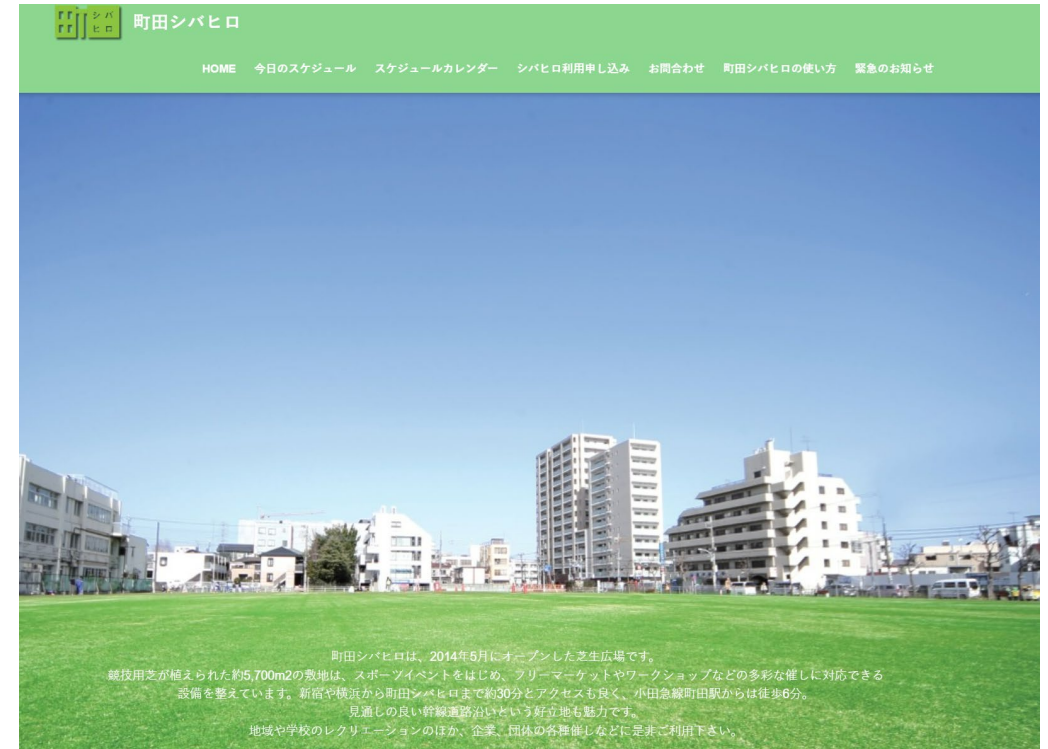 町田シバヒロ
シバ
ヒロ
HOME 今日のスケジュール スケジュールカレンダー シバヒロ利用申し込み お問合わせ 町田シバヒロの使い方 緊急のお知らせ
町田シバヒロは、2014年5月にオープンした芝生広場です。
競技用芝が植えられた約5,700m2の敷地は、スポーツイベントをはじめ、フリーマーケットやワークショップなどの多彩な催しに対応できる
設備を整えています。新宿や横浜から町田シバヒロまで約30分とアクセスも良く、小田急線町田駅からは徒歩6分。
見通しの良い幹線道路沿いという好立地も魅力です。
地域や学校のレクリエーションのほか、企業、団体の各種催しなどに是非ご利用下さい。